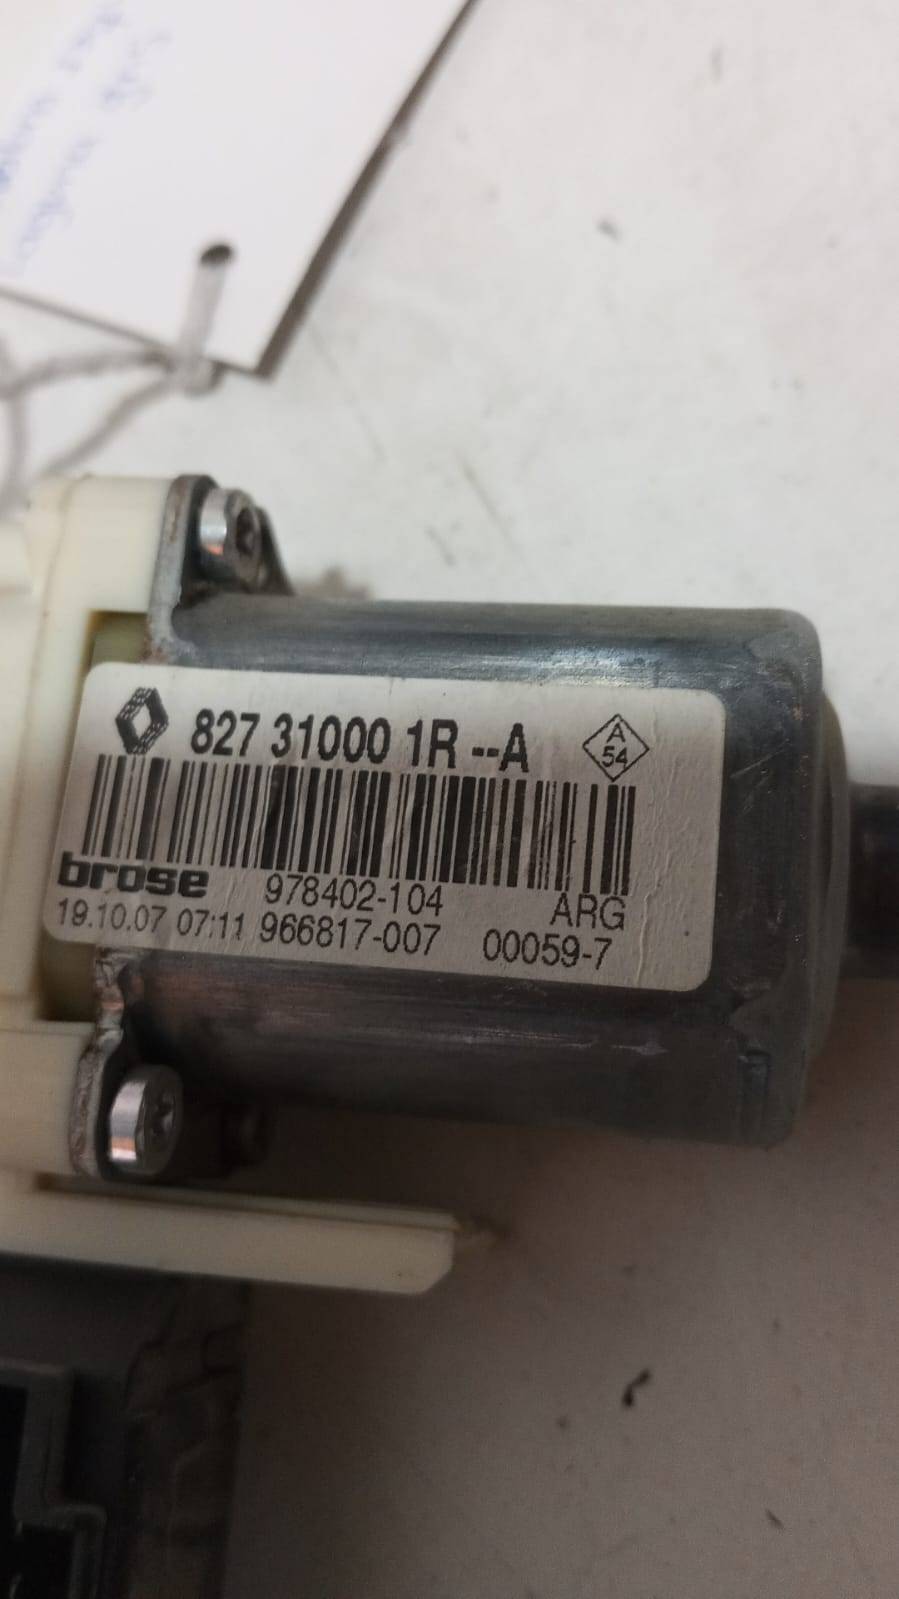 827 31000 1R --A
A
54
brose 978402-104 ARG
19.10.07 07:11 966817-007 00059-7